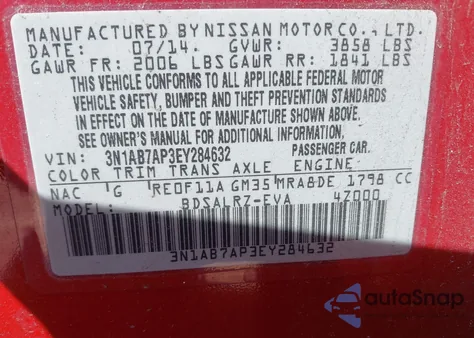 MANUFACTURED BY NISSAN MOTOR CO., LTD.
DATE: 07/14. GVWR: 3858 LBS
GAWR FR: 2006 LBS GAWR RR: 1841 LBS
THIS VEHICLE CONFORMS TO ALL APPLICABLE FEDERAL MOTOR
VEHICLE SAFETY, BUMPER AND THEFT PREVENTION STANDARDS
IN EFFECT ON THE DATE OF MANUFACTURE SHOWN ABOVE.
SEE OWNER'S MANUAL FOR ADDITIONAL INFORMATION.
VIN: 3N1AB7AP3EY284632 PASSENGER CAR.
COLOR TRIM TRANS AXLE ENGINE
NAC G RE0F11A GM35 MRA8DE 1798 CC
MODEL: BDSALRZ-EVA 4Z000
3N1AB7AP3EY284632
autoSnap